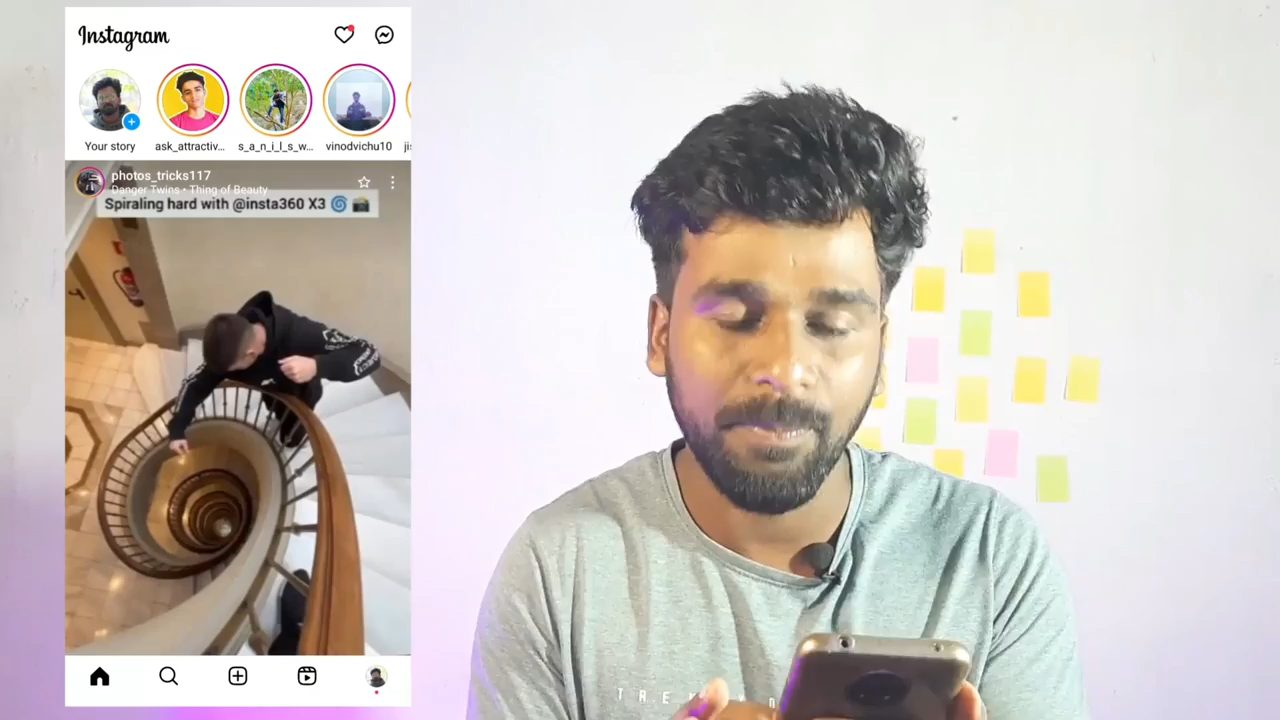 Instagram
Your story
ask_attractiv...
s_a_n_i_l_s_w...
vinodvichu10
photos_tricks117
Danger Twins • Thing of Beauty
Spiraling hard with @insta360 X3 🌀 📸